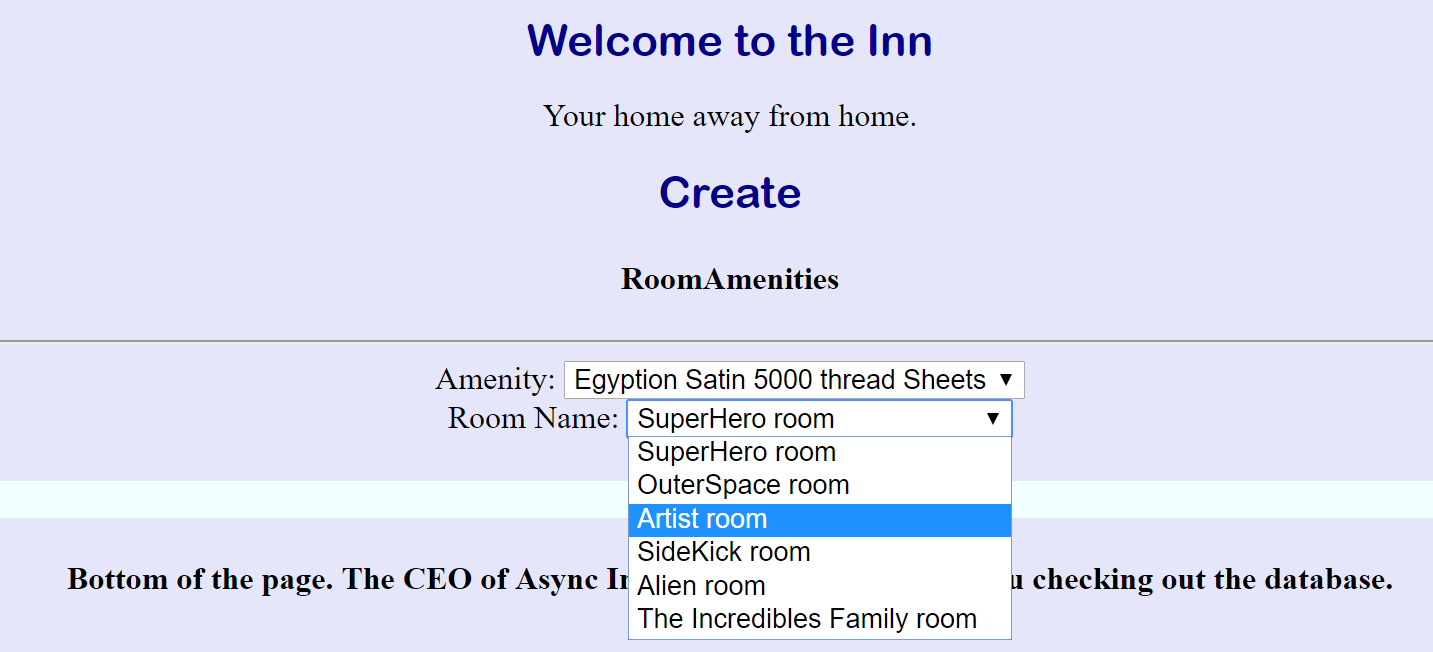 Welcome to the Inn
Your home away from home.
Create
RoomAmenities
Amenity: Egyption Satin 5000 thread Sheets ▼
Room Name: SuperHero room ▼
SuperHero room
OuterSpace room
Artist room
SideKick room
Alien room
The Incredibles Family room
Bottom of the page. The CEO of Async checking out the database.